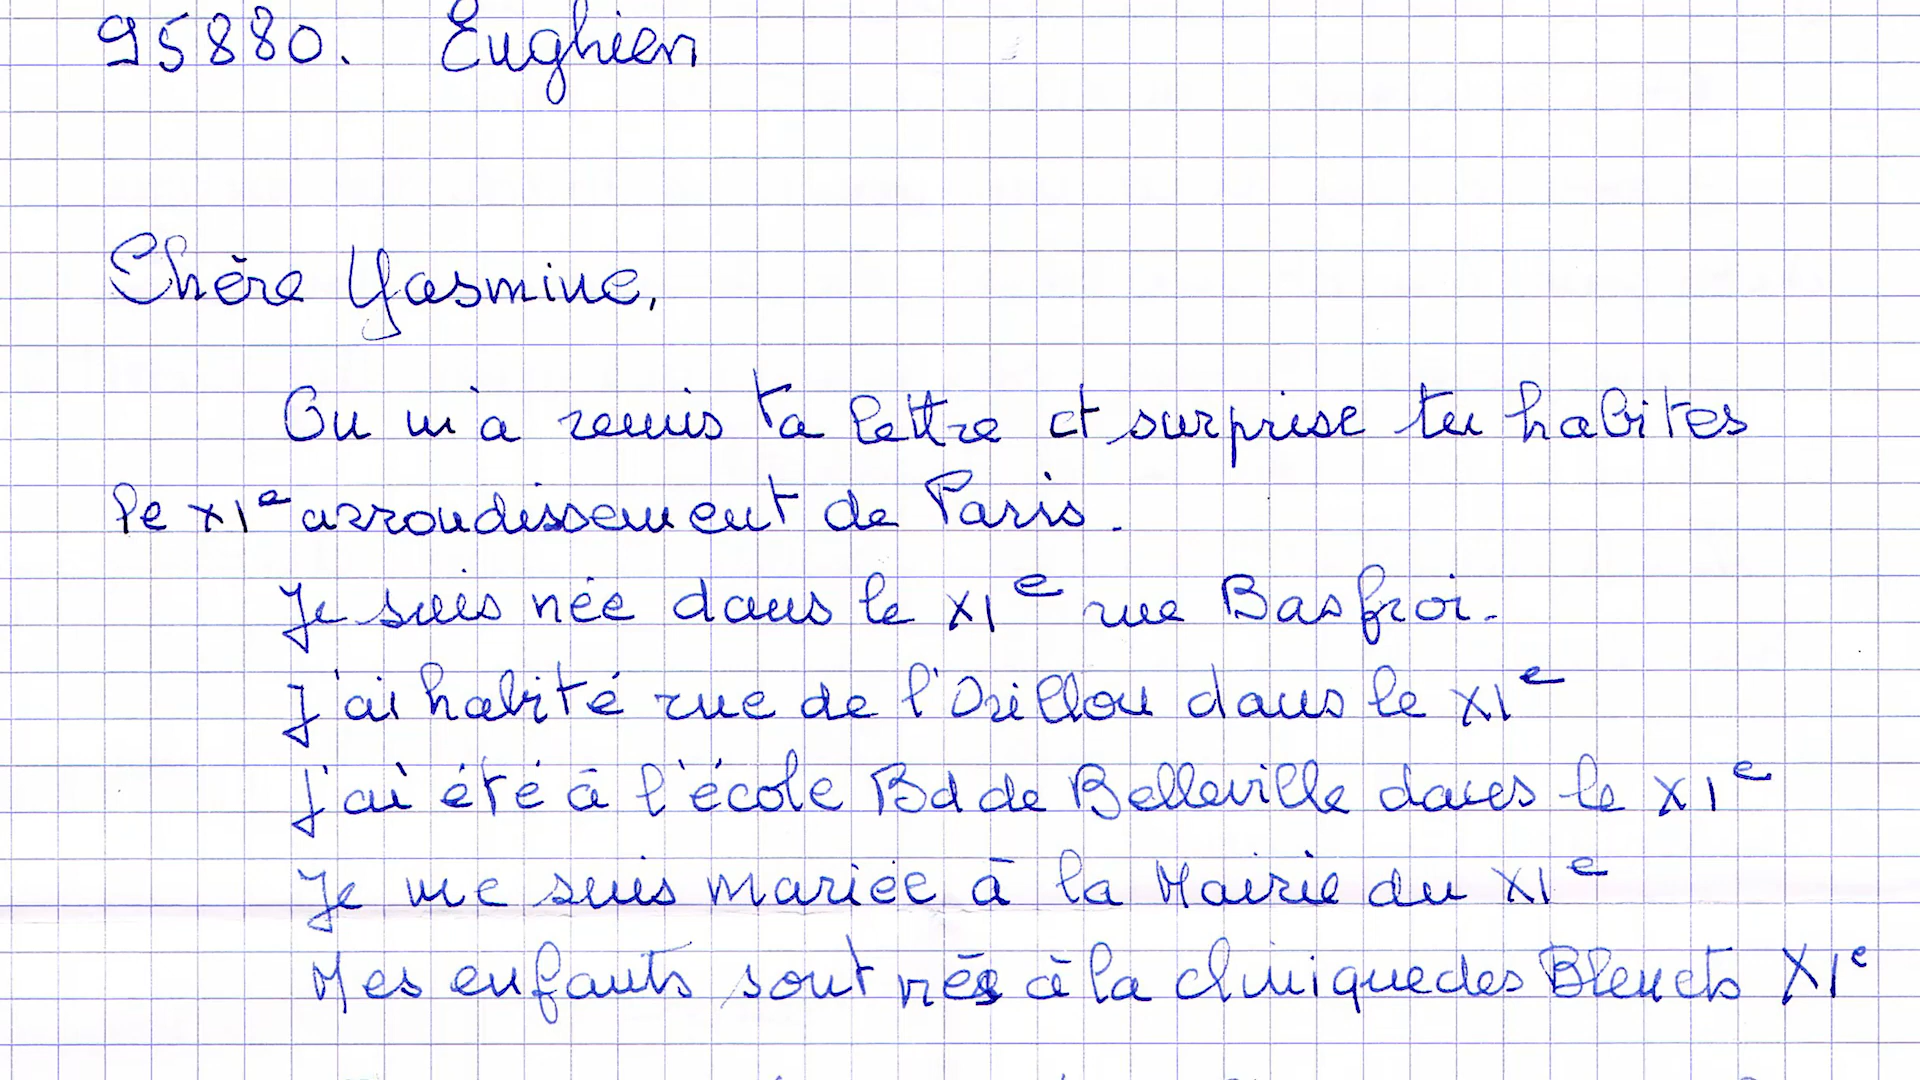 95880. Enghien
Chère Yasmine,
On m'a remis ta lettre et surprise tu habites
le XIe arrondissement de Paris.
Je suis née dans le XIe rue Basfroi.
J'ai habité rue de l'Orillon dans le XIe
J'ai été à l'école Bd de Belleville dans le XIe
Je me suis mariée à la Mairie du XIe
Mes enfants sont nés à la clinique des Bleuets XIe